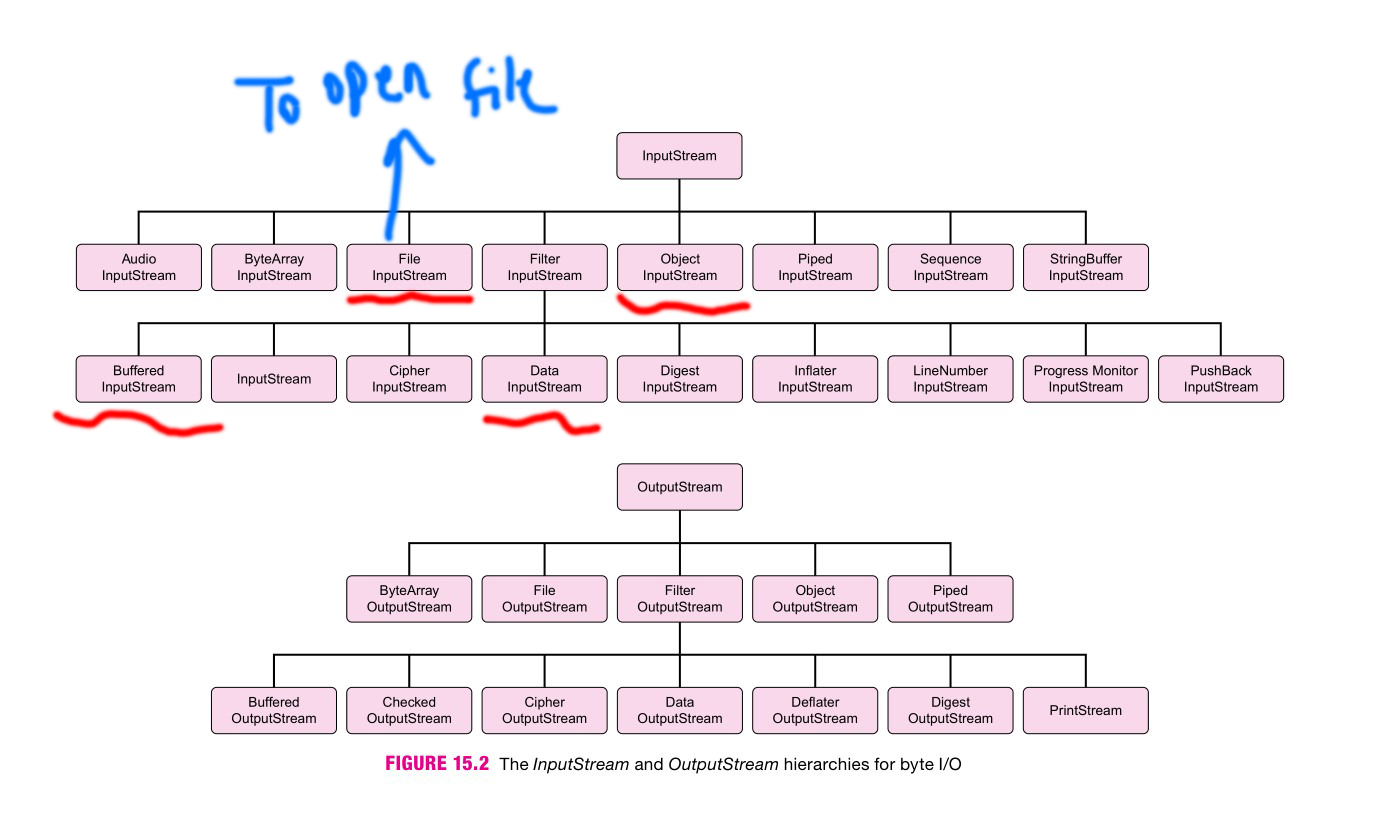 To open file
InputStream
Audio
InputStream
ByteArray
InputStream
File
InputStream
Filter
InputStream
Object
InputStream
Piped
InputStream
Sequence
InputStream
StringBuffer
InputStream
Buffered
InputStream
InputStream
Cipher
InputStream
Data
InputStream
Digest
InputStream
Inflater
InputStream
LineNumber
InputStream
Progress Monitor
InputStream
PushBack
InputStream
OutputStream
ByteArray
OutputStream
File
OutputStream
Filter
OutputStream
Object
OutputStream
Piped
OutputStream
Buffered
OutputStream
Checked
OutputStream
Cipher
OutputStream
Data
OutputStream
Deflater
OutputStream
Digest
OutputStream
PrintStream
FIGURE 15.2 The InputStream and OutputStream hierarchies for byte I/O